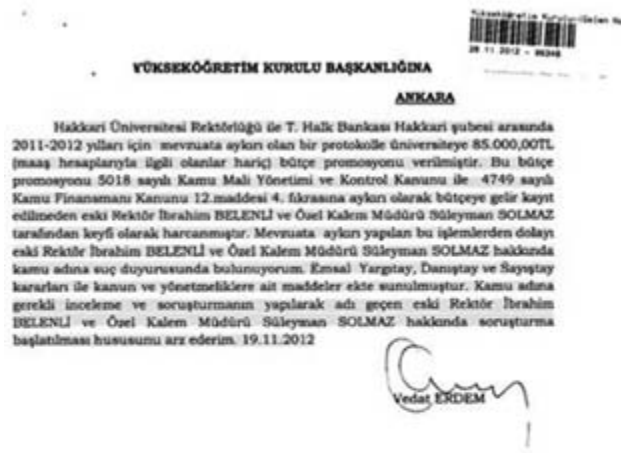 Yükseköğretim Kurulu
YÜKSEKÖĞRETİM KURULU BAŞKANLIĞINA
ANKARA
Hakkari Üniversitesi Rektörlüğü ile T. Halk Bankası Hakkari şubesi arasında
2011-2012 yılları için mevzuata aykırı olan bir protokolle üniversiteye 85.000,00TL
(maaş hesaplarıyla ilgili olanlar hariç) bütçe promosyonu verilmiştir. Bu bütçe
promosyonu 5018 sayılı Kamu Mali Yönetimi ve Kontrol Kanunu ile 4749 sayılı
Kamu Finansmanı Kanunu 12.maddesi 4. fıkrasına aykırı olarak bütçeye gelir kayıt
edilmeden eski Rektör İbrahim BELENLİ ve Özel Kalem Müdürü Süleyman SOLMAZ
tarafından keyfi olarak harcanmıştır. Mevzuata aykırı yapılan bu işlemlerden dolayı
eski Rektör İbrahim BELENLİ ve Özel Kalem Müdürü Süleyman SOLMAZ hakkında
kamu adına suç duyurusunda bulunuyorum. Emsal Yargıtay, Danıştay ve Sayıştay
kararları ile kanun ve yönetmeliklere ait maddeler ekte sunulmuştur. Kamu adına
gerekli inceleme ve soruşturmanın yapılarak adı geçen eski Rektör İbrahim
BELENLİ ve Özel Kalem Müdürü Süleyman SOLMAZ hakkında soruşturma
başlatılması hususunu arz ederim. 19.11.2012
Vedat ERDEM